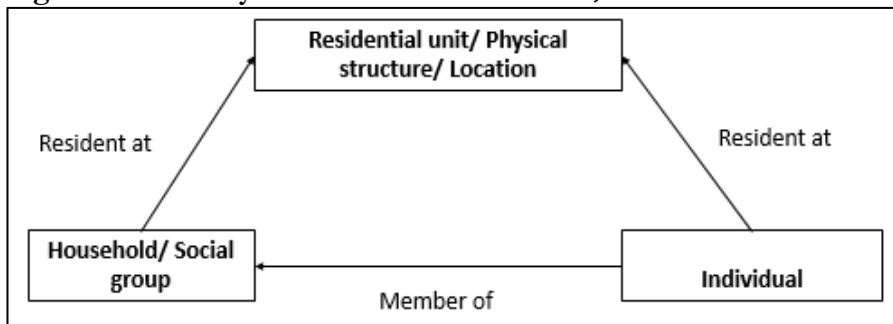 Residential unit/ Physical
structure/ Location
Resident at
Resident at
Household/ Social
group
Individual
Member of